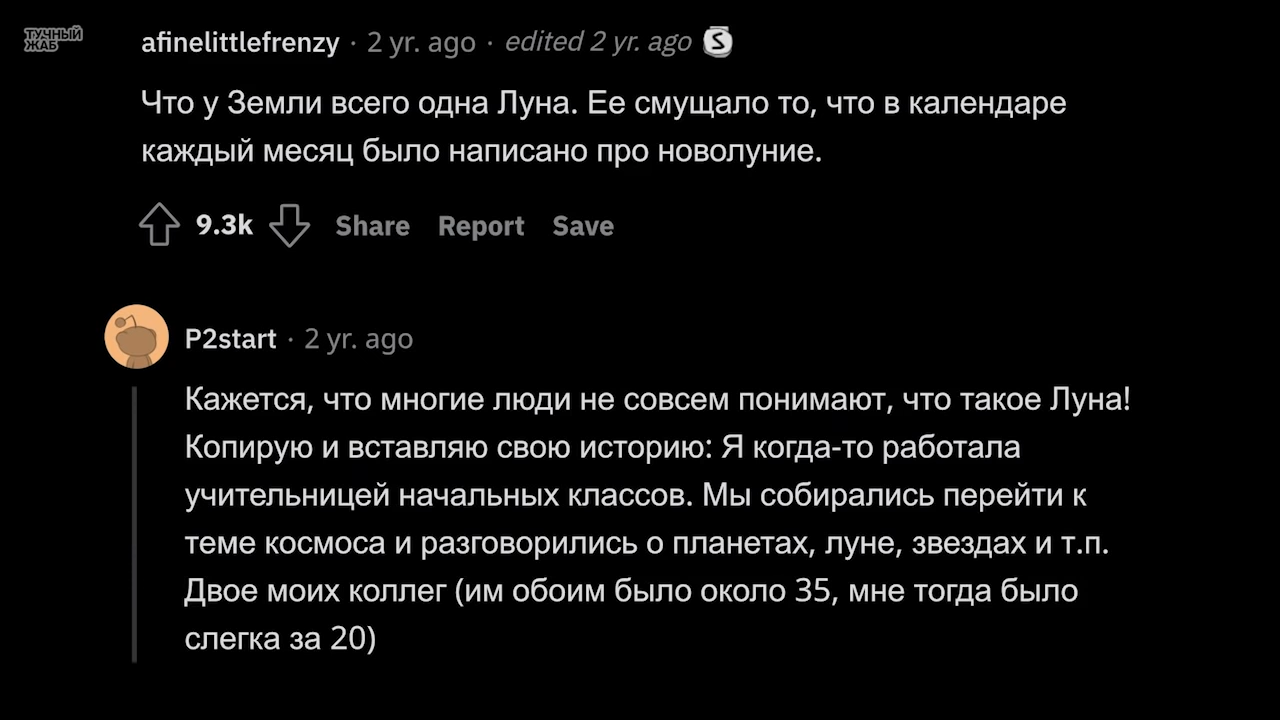 ТУЧНЫЙ
ЖАБ
afinelittlefrenzy · 2 yr. ago · edited 2 yr. ago S
Что у Земли всего одна Луна. Ее смущало то, что в календаре
каждый месяц было написано про новолуние.
9.3k Share Report Save
P2start · 2 yr. ago
Кажется, что многие люди не совсем понимают, что такое Луна!
Копирую и вставляю свою историю: Я когда-то работала
учительницей начальных классов. Мы собирались перейти к
теме космоса и разговорились о планетах, луне, звездах и т.п.
Двое моих коллег (им обоим было около 35, мне тогда было
слегка за 20)